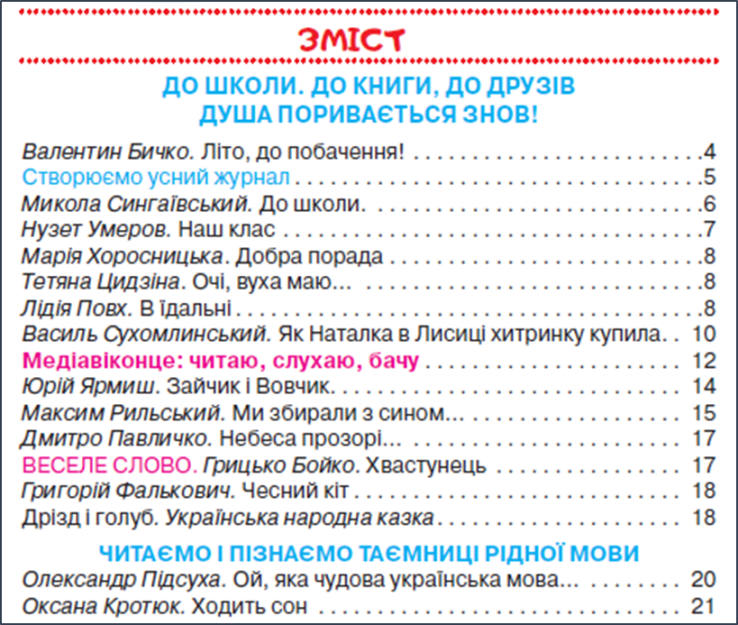 ЗМІСТ
ДО ШКОЛИ. ДО КНИГИ, ДО ДРУЗІВ
ДУША ПОРИВАЄТЬСЯ ЗНОВ!
Валентин Бичко. Літо, до побачення! . . . . . . . . . . . . . . . . . . . . . . .4
Створюємо усний журнал . . . . . . . . . . . . . . . . . . . . . . . . . . . . . . .5
Микола Сингаївський. До школи. . . . . . . . . . . . . . . . . . . . . . . . . .6
Нузет Умеров. Наш клас . . . . . . . . . . . . . . . . . . . . . . . . . . . . . . . .7
Марія Хоросницька. Добра порада . . . . . . . . . . . . . . . . . . . . . . . .8
Тетяна Цидзіна. Очі, вуха маю... . . . . . . . . . . . . . . . . . . . . . . . . . .8
Лідія Повх. В їдальні . . . . . . . . . . . . . . . . . . . . . . . . . . . . . . . . . . .8
Василь Сухомлинський. Як Наталка в Лисиці хитринку купила. . 10
Медіавіконце: читаю, слухаю, бачу . . . . . . . . . . . . . . . . . . . . 12
Юрій Ярмиш. Зайчик і Вовчик. . . . . . . . . . . . . . . . . . . . . . . . . . . 14
Максим Рильський. Ми збирали з сином... . . . . . . . . . . . . . . . . . 15
Дмитро Павличко. Небеса прозорі... . . . . . . . . . . . . . . . . . . . . . . 17
ВЕСЕЛЕ СЛОВО. Грицько Бойко. Хвастунець . . . . . . . . . . . . . . . 17
Григорій Фалькович. Чесний кіт . . . . . . . . . . . . . . . . . . . . . . . . . . 18
Дрізд і голуб. Українська народна казка . . . . . . . . . . . . . . . . . . . 18
ЧИТАЄМО І ПІЗНАЄМО ТАЄМНИЦІ РІДНОЇ МОВИ
Олександр Підсуха. Ой, яка чудова українська мова... . . . . . . . . 20
Оксана Кротюк. Ходить сон . . . . . . . . . . . . . . . . . . . . . . . . . . . . . 21